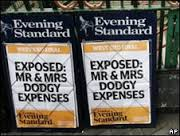 Evening
Standard
WEST END FINAL
EXPOSED:
MR & MRS
DODGY
EXPENSES
Evening
Standard
WEST END FINAL
EXPOSED:
MR & MRS
DODGY
EXPENSES
AP